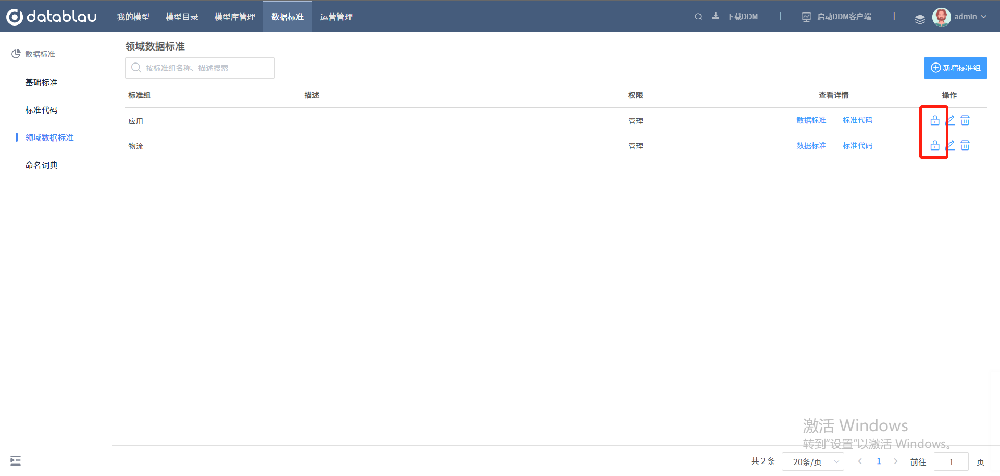 datablau 我的模型 模型目录 模型库管理 数据标准 运营管理 下载DDM | 启动DDM客户端 | admin
数据标准
基础标准
标准代码
领域数据标准
命名词典
领域数据标准
按标准组名称、描述搜索
新增标准组
标准组 描述 权限 查看详情 操作
应用 管理 数据标准 标准代码
物流 管理 数据标准 标准代码
激活 Windows
转到“设置”以激活 Windows。
共 2 条 20条/页 1 前往 1 页